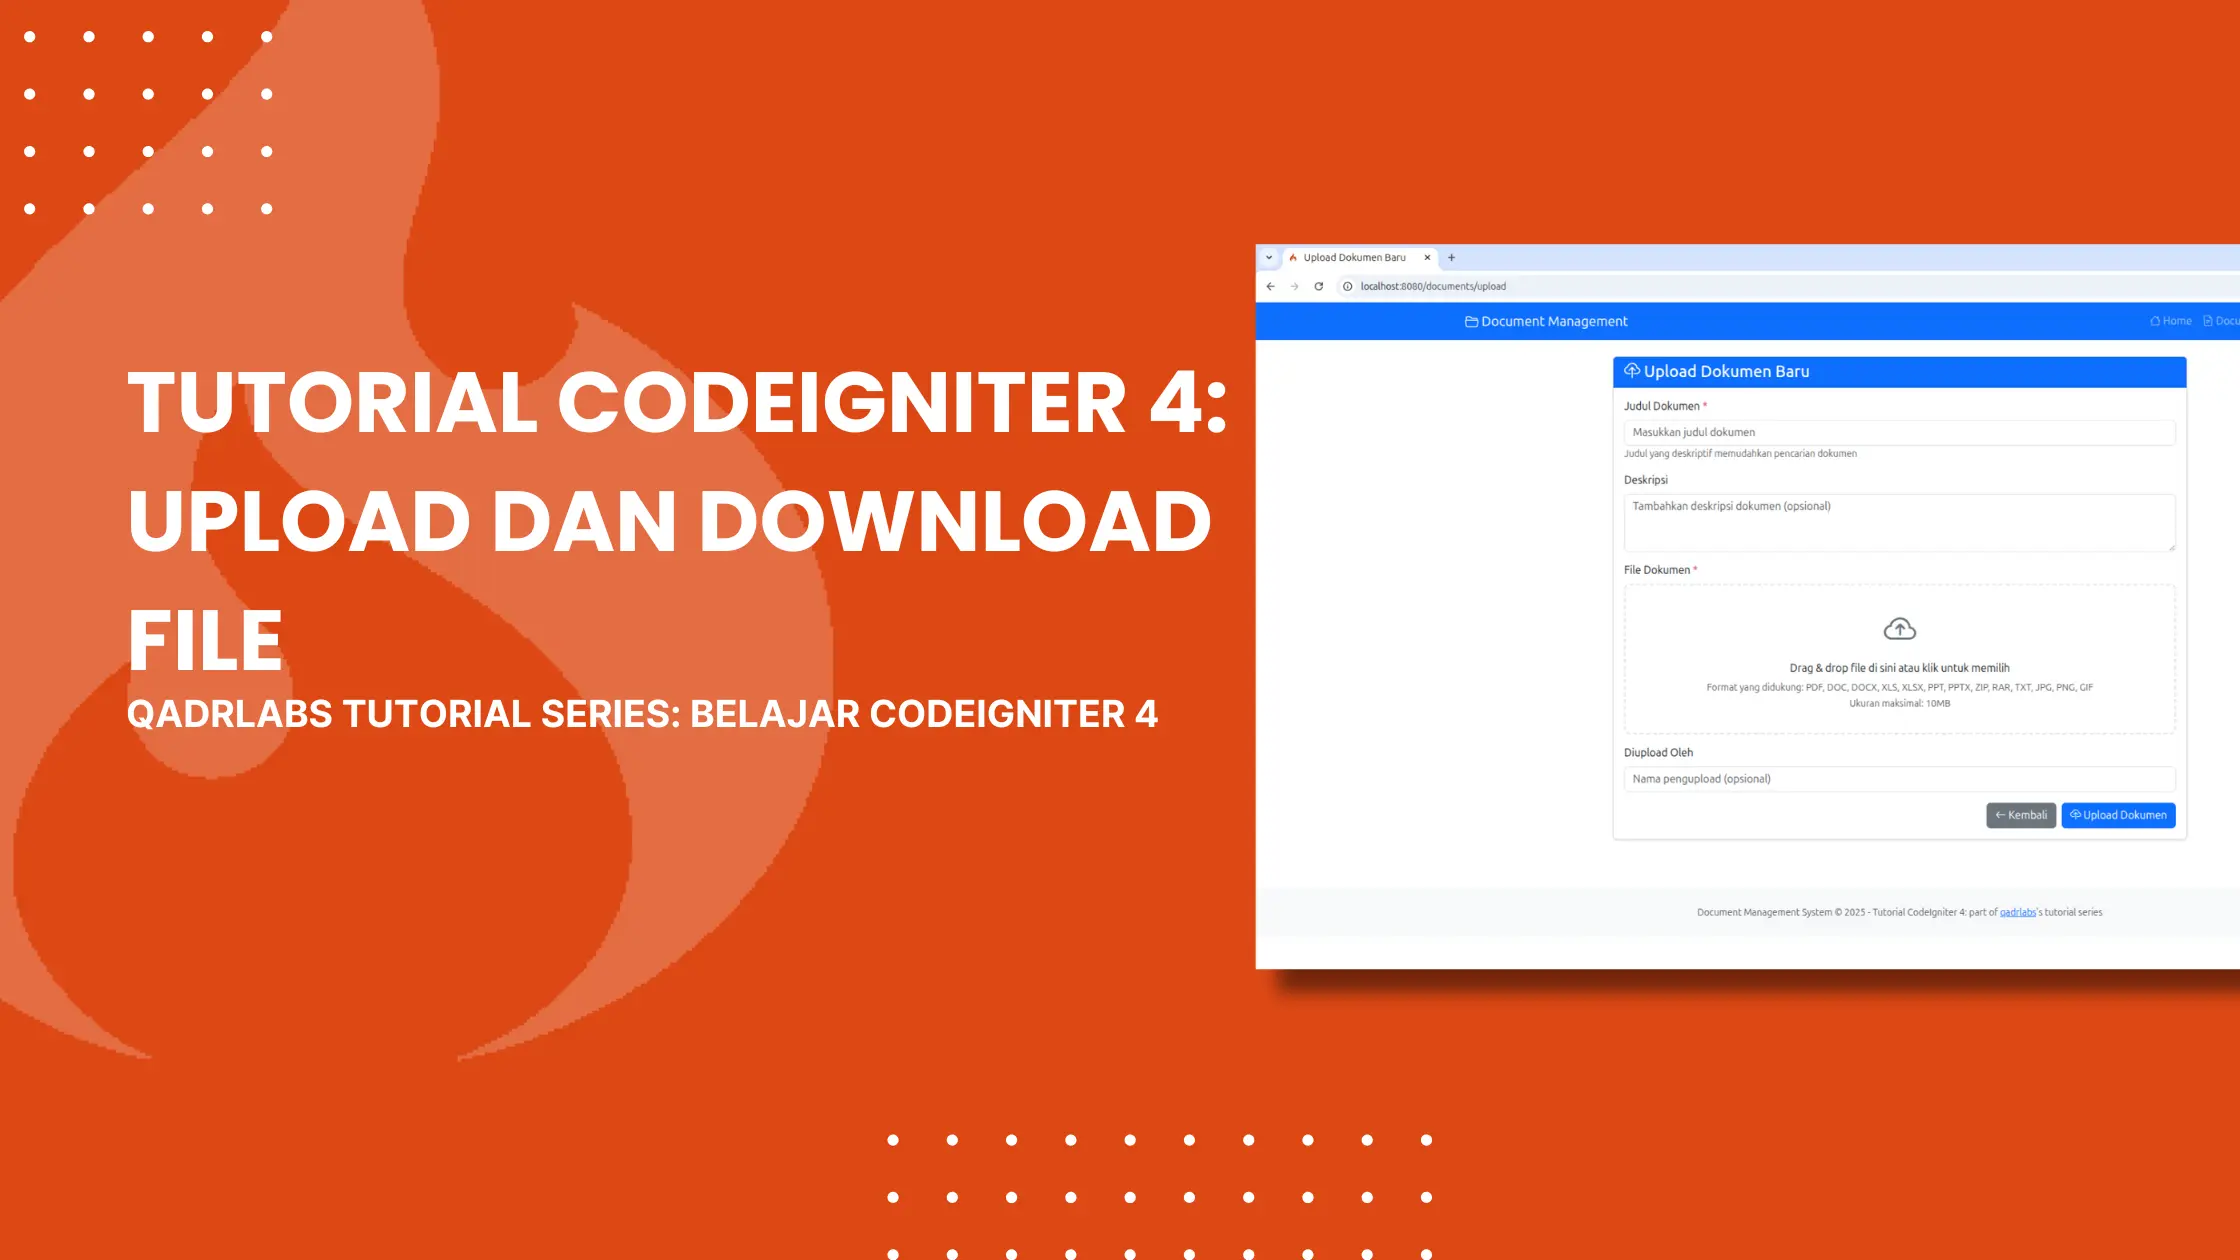 TUTORIAL CODEIGNITER 4:
UPLOAD DAN DOWNLOAD
FILE
QADRLABS TUTORIAL SERIES: BELAJAR CODEIGNITER 4
Upload Dokumen Baru
localhost:8080/documents/upload
Document Management
Home
Docu
Upload Dokumen Baru
Judul Dokumen *
Masukkan judul dokumen
Judul yang deskriptif memudahkan pencarian dokumen
Deskripsi
Tambahkan deskripsi dokumen (opsional)
File Dokumen *
Drag & drop file di sini atau klik untuk memilih
Format yang didukung: PDF, DOC, DOCX, XLS, XLSX, PPT, PPTX, ZIP, RAR, TXT, JPG, PNG, GIF
Ukuran maksimal: 10MB
Diupload Oleh
Nama pengupload (opsional)
Kembali
Upload Dokumen
Document Management System © 2025 - Tutorial CodeIgniter 4: part of qadrlabs's tutorial series